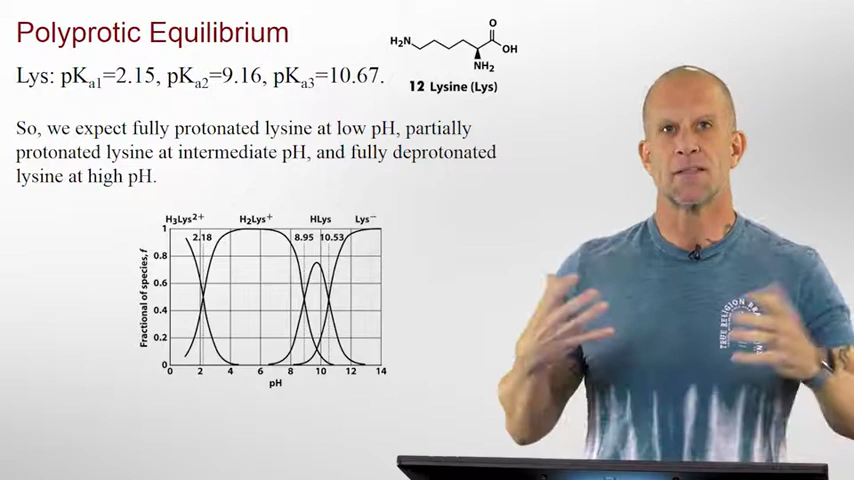 Polyprotic Equilibrium
Lys: pKa1=2.15, pKa2=9.16, pKa3=10.67.
H2N
O
OH
NH2
12 Lysine (Lys)
So, we expect fully protonated lysine at low pH, partially
protonated lysine at intermediate pH, and fully deprotonated
lysine at high pH.
H3Lys2+ H2Lys+ HLys Lys−
2.18 8.95 10.53
1
0.8
0.6
0.4
0.2
0
Fractional of species, f
0 2 4 6 8 10 12 14
pH
TRUE RELIGION